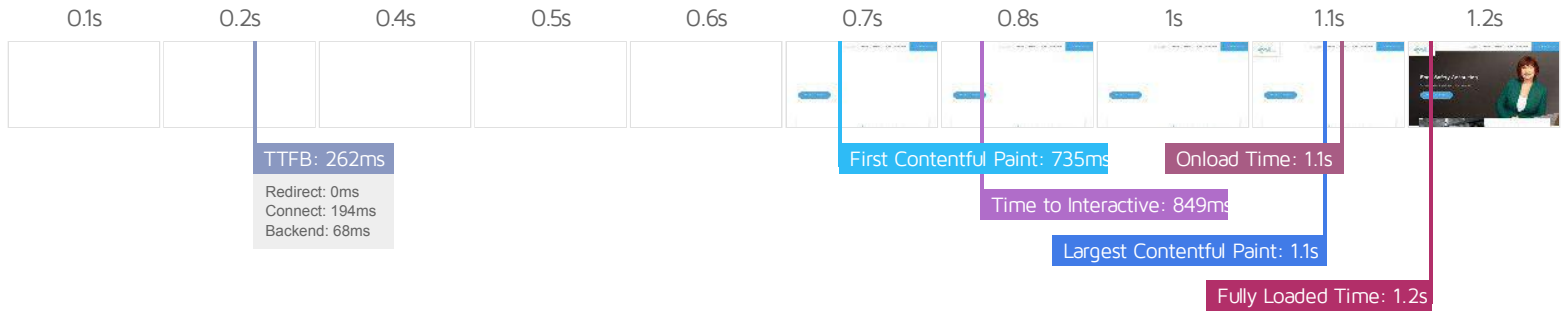 0.1s 0.2s 0.4s 0.5s 0.6s 0.7s 0.8s 1s 1.1s 1.2s
TTFB: 262ms
Redirect: 0ms
Connect: 194ms
Backend: 68ms
First Contentful Paint: 735ms
Onload Time: 1.1s
Time to Interactive: 849ms
Largest Contentful Paint: 1.1s
Fully Loaded Time: 1.2s